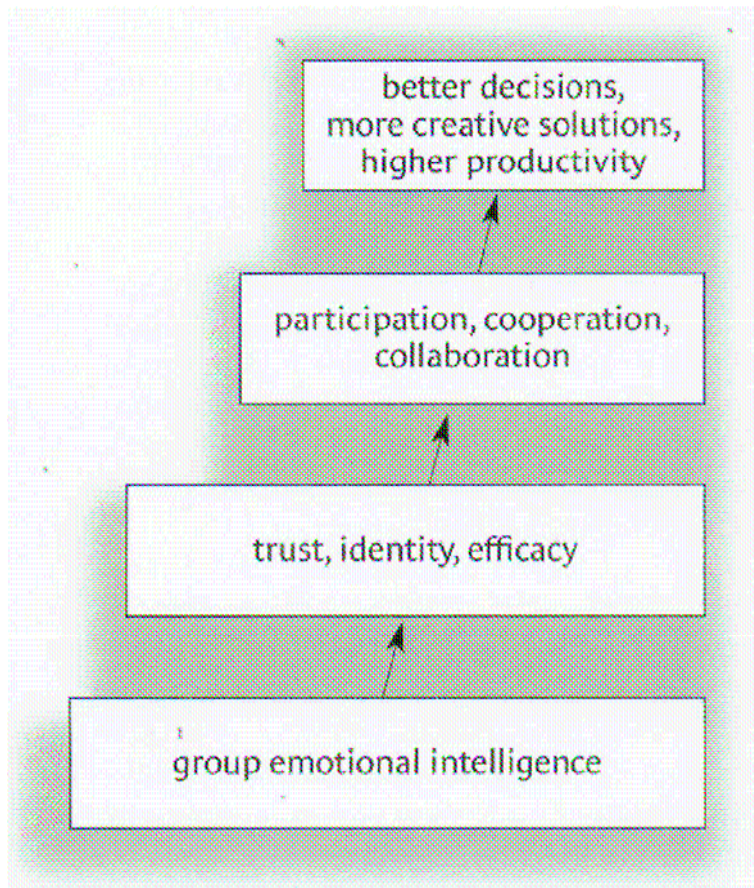 better decisions,
more creative solutions,
higher productivity
participation, cooperation,
collaboration
trust, identity, efficacy
group emotional intelligence